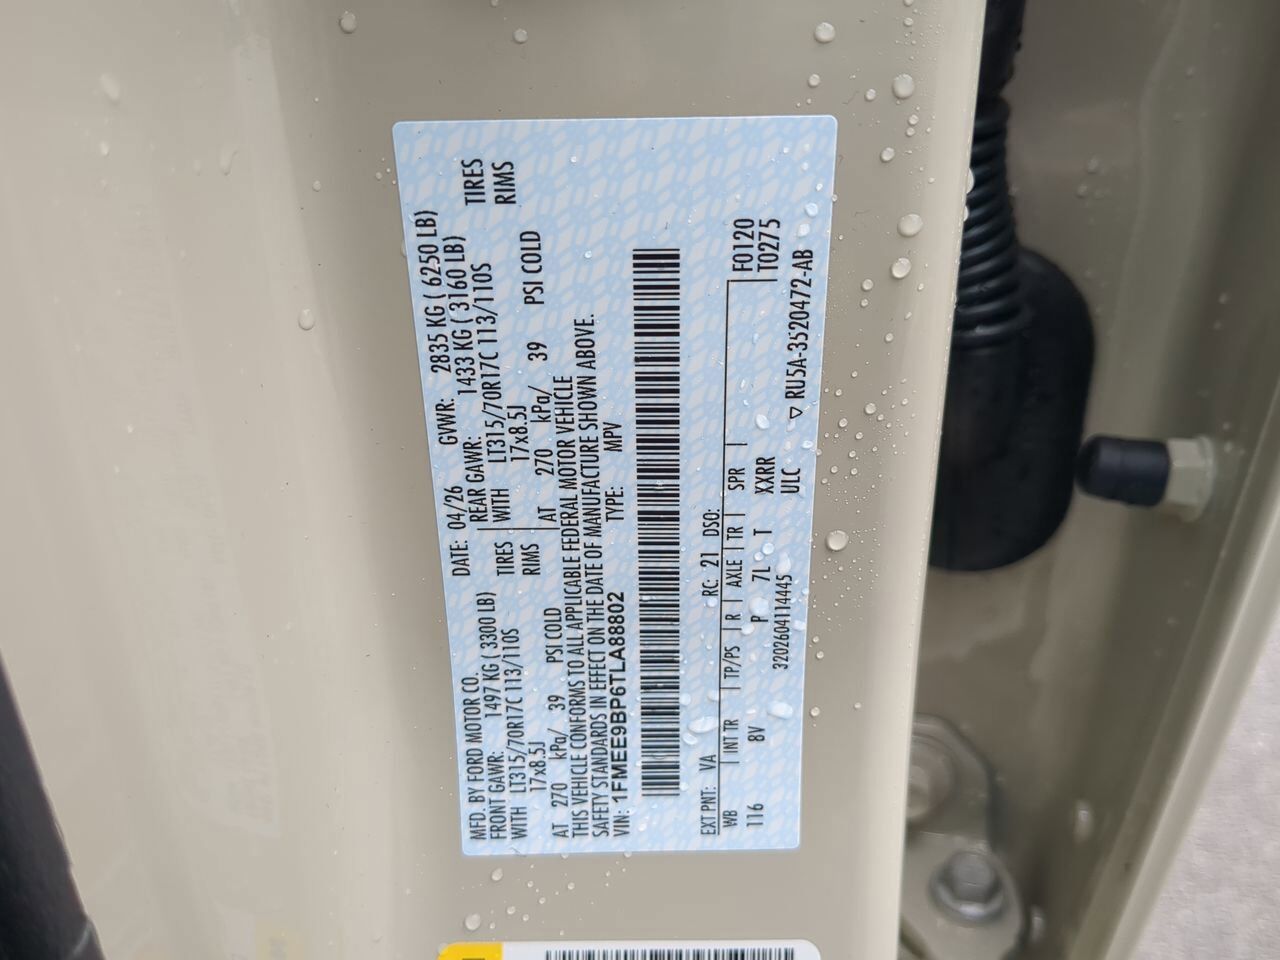 MFD. BY FORD MOTOR CO. DATE: 04/26 GVWR: 2835 KG ( 6250 LB)
FRONT GAWR: 1497 KG ( 3300 LB) REAR GAWR: 1433 KG ( 3160 LB)
WITH LT315/70R17C 113/110S TIRES WITH LT315/70R17C 113/110S TIRES
17x8.5J RIMS 17x8.5J RIMS
AT 270 kPa/ 39 PSI COLD AT 270 kPa/ 39 PSI COLD
THIS VEHICLE CONFORMS TO ALL APPLICABLE FEDERAL MOTOR VEHICLE
SAFETY STANDARDS IN EFFECT ON THE DATE OF MANUFACTURE SHOWN ABOVE.
VIN: 1FMEE9BP6TLA88802 TYPE: MPV
EXT PNT: VA RC: 21 DSO:
WB INT TR TP/PS R AXLE TR SPR F0120
116 8V P 7L T XXRR T0275
3202604114445 ULC
▽ RU5A-3520472-AB